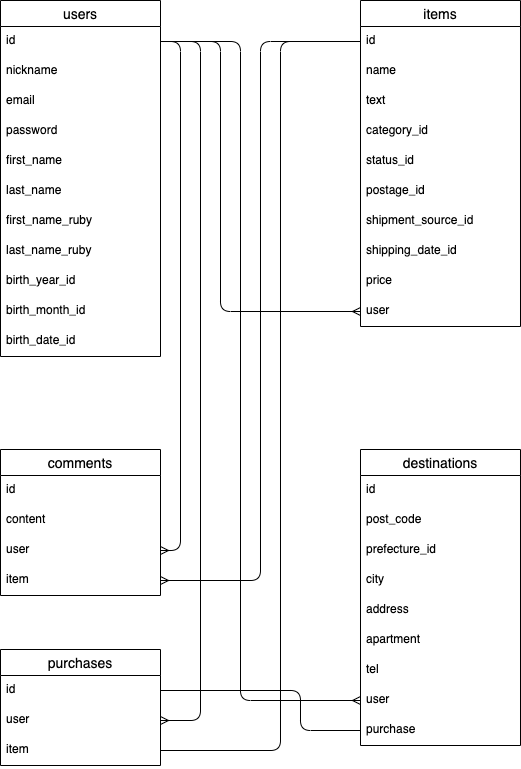 users
id
nickname
email
password
first_name
last_name
first_name_ruby
last_name_ruby
birth_year_id
birth_month_id
birth_date_id
items
id
name
text
category_id
status_id
postage_id
shipment_source_id
shipping_date_id
price
user
comments
id
content
user
item
destinations
id
post_code
prefecture_id
city
address
apartment
tel
user
purchase
purchases
id
user
item